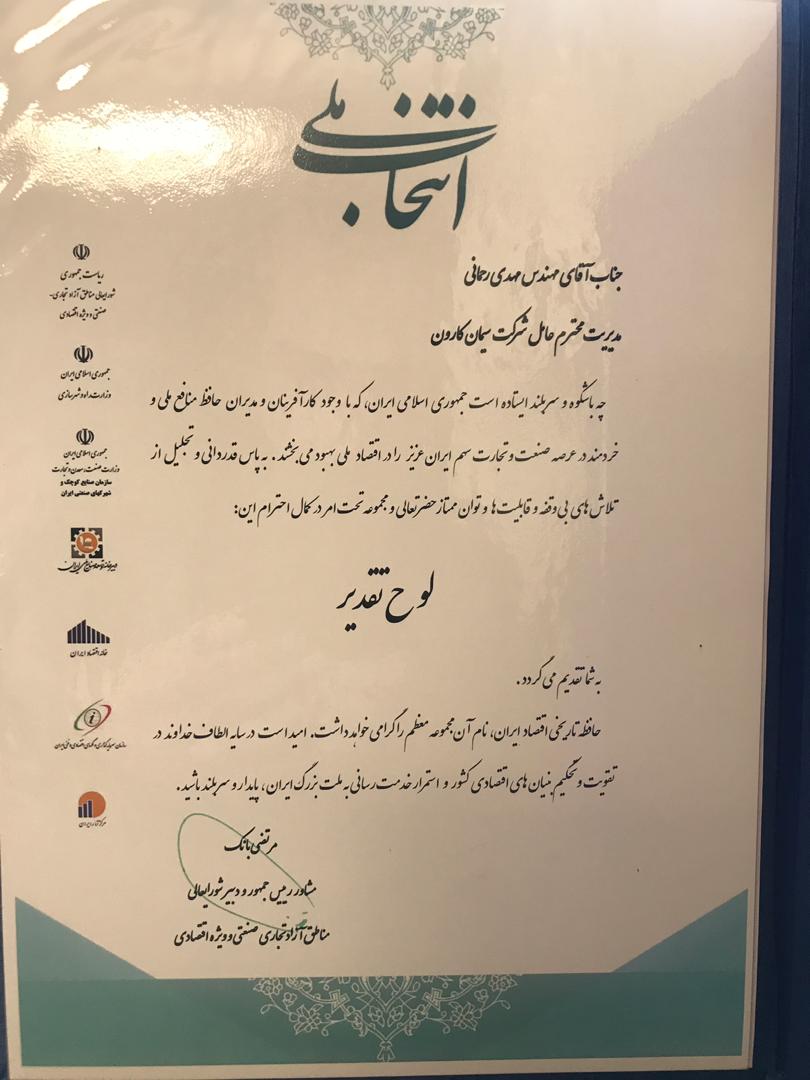 انتخاب ملی
جناب آقای مهندس مهدی رحمانی
مدیریت محترم عامل شرکت سیمان کارون
چه باشکوه و سربلند ایستاده است جمهوری اسلامی ایران، که با وجود کارآفرینان و مدیران حافظ منافع ملی و
خردمند در عرصه صنعت و تجارت سهم ایران عزیز را در اقتصاد ملی بهبود می بخشند. به پاس قدردانی و تجلیل از
تلاش های بی وقفه و قابلیت ها و توان ممتاز حضرتعالی و مجموعه تحت امر در کمال احترام این:
لوح تقدیر
به شما تقدیم می گردد.
حافظه تاریخی اقتصاد ایران، نام آن مجموعه معظم را گرامی خواهد داشت. امید است در سایه الطاف خداوند در
تقویت و تحکیم بنیان های اقتصادی کشور و استمرار خدمت رسانی به ملت بزرگ ایران، پایدار و سربلند باشید.
مرتضی بانک
مشاور رییس جمهور و دبیر شورایعالی
مناطق آزاد تجاری صنعتی و ویژه اقتصادی
ریاست جمهوری
شورایعالی مناطق آزاد تجاری-
صنعتی و ویژه اقتصادی
جمهوری اسلامی ایران
وزارت راه و شهرسازی
جمهوری اسلامی ایران
وزارت صنعت، معدن و تجارت
سازمان صنایع کوچک و
شهرکهای صنعتی ایران
خانه اقتصاد ایران
مرکز آمار ایران